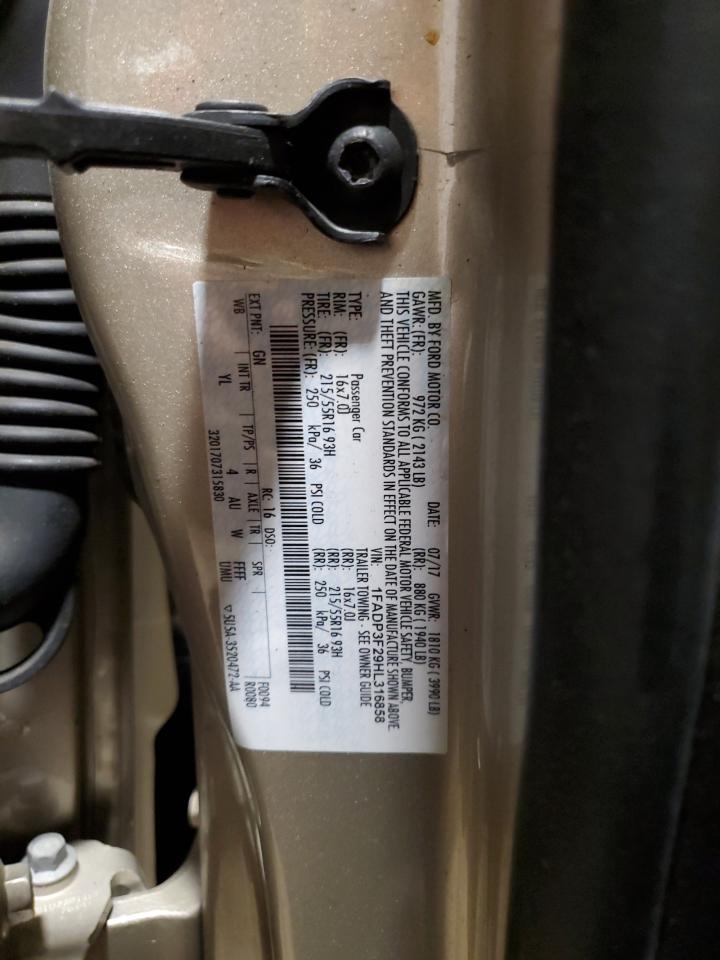 MFD. BY FORD MOTOR CO. DATE: 07/17 GVWR: 1810 KG ( 3990 LB)
GAWR: (FR): 972 KG ( 2143 LB) (RR): 880 KG ( 1940 LB)
THIS VEHICLE CONFORMS TO ALL APPLICABLE FEDERAL MOTOR VEHICLE SAFETY, BUMPER,
AND THEFT PREVENTION STANDARDS IN EFFECT ON THE DATE OF MANUFACTURE SHOWN ABOVE
VIN: 1FADP3F29HL316858
TYPE: Passenger Car TRAILER TOWING - SEE OWNER GUIDE
RIM: (FR): 16x7.0J (RR): 16x7.0J
TIRE: (FR): 215/55R16 93H (RR): 215/55R16 93H
PRESSURE: (FR): 250 kPa/ 36 PSI COLD (RR): 250 kPa/ 36 PSI COLD
EXT PNT: GN RC: 16 DSO: F0094
WB INT TR TP/PS R AXLE TR SPR R0080
YL 4 AU W FFFF
UMU
3201707315830 ▽5U5A-3520472-AA